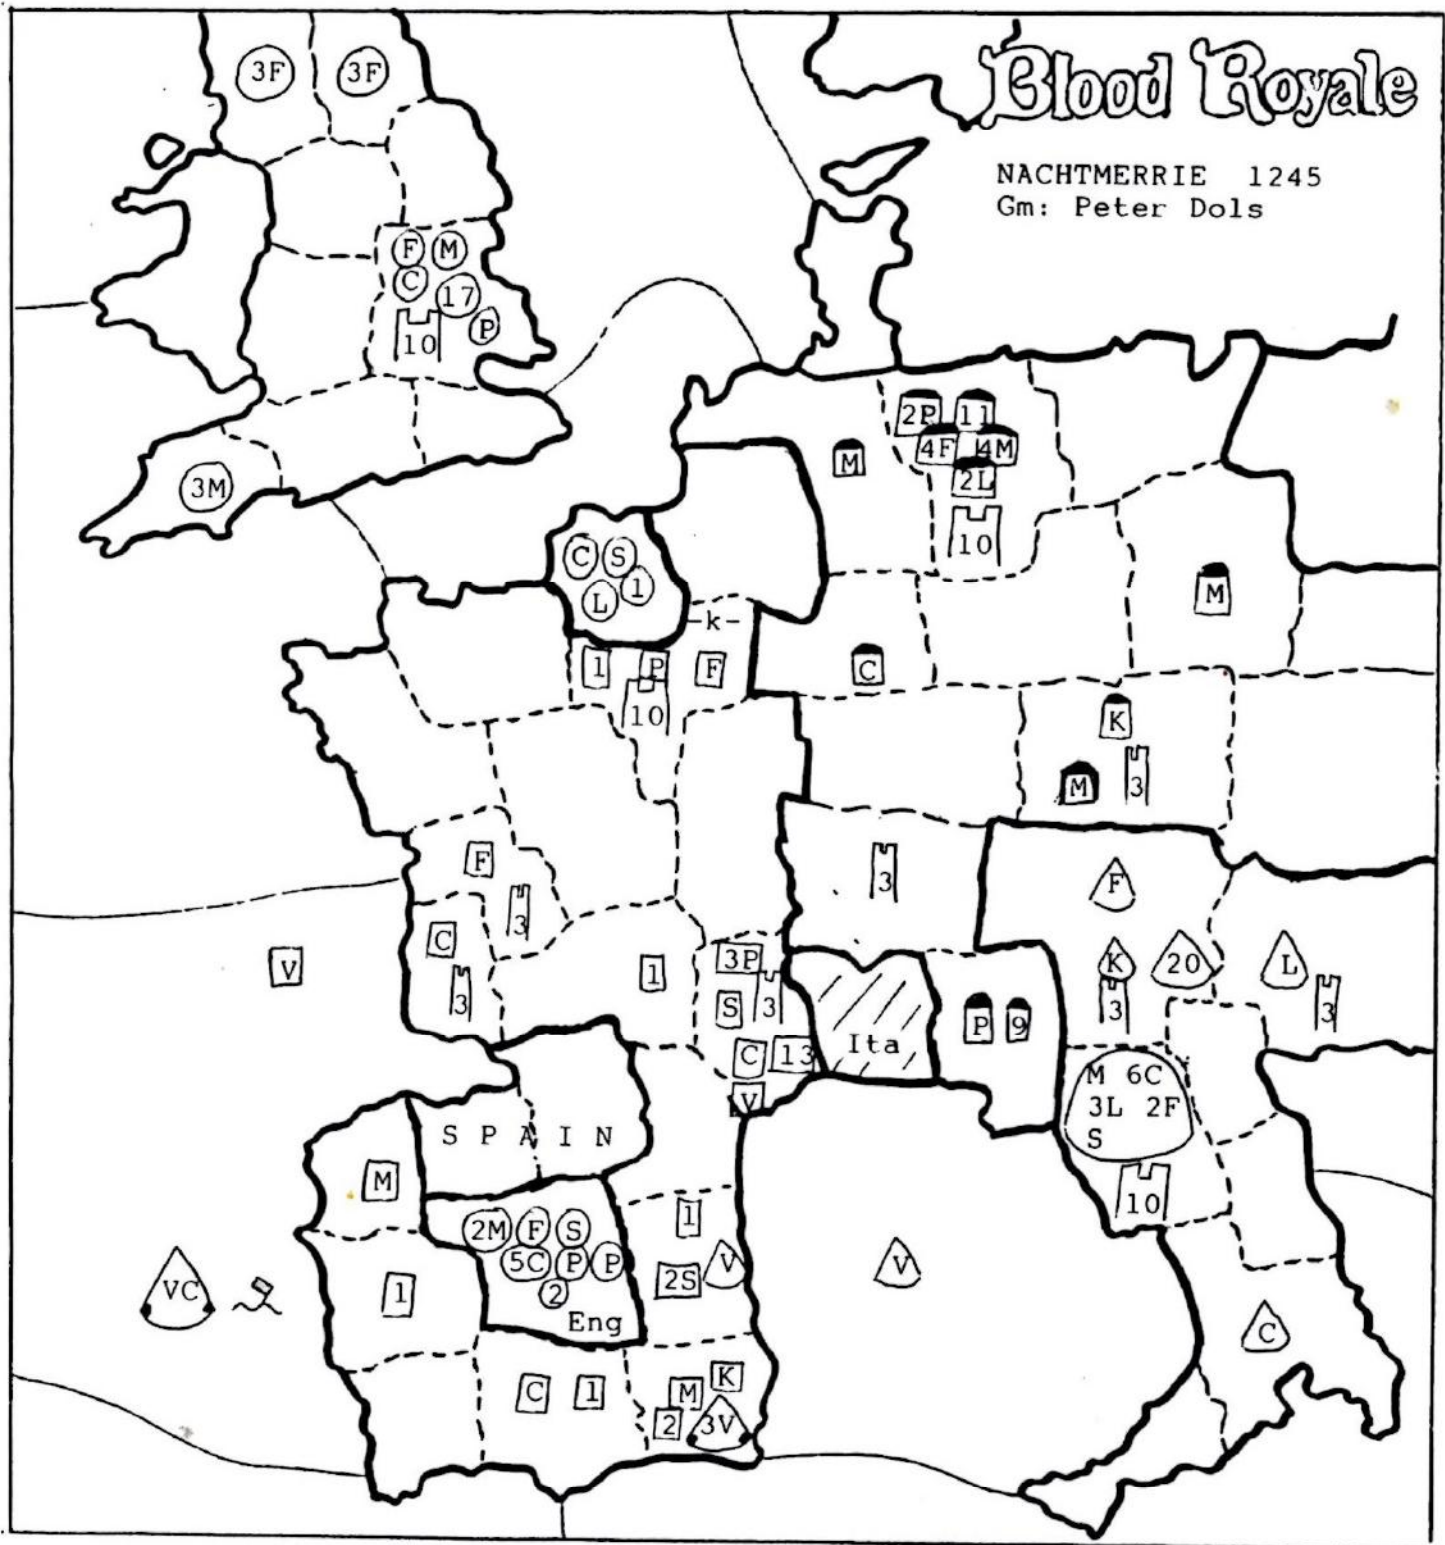 Blood Royale
NACHTMERRIE 1245
Gm: Peter Dols
3F 3F
F M
C 17
10 P
3M
2P 11
4F 4M
M
2L
10
C S
L 1
M
-k-
1 P F
10
C
K
M 3
F
3
3
C
3
V
1
3P
S 3
C 13
V
Ita
P 9
F
K 20
3
L
3
M 6C
3L 2F
S
10
SPAIN
M
2M F S
5C P P
2
Eng
1
2S V
V
VC
1
C
C 1
M K
2 3V